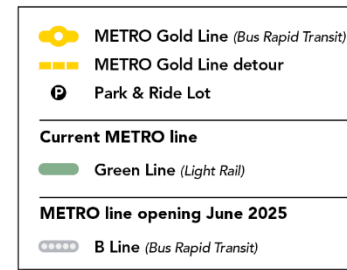 METRO Gold Line (Bus Rapid Transit)
METRO Gold Line detour
P Park & Ride Lot
Current METRO line
Green Line (Light Rail)
METRO line opening June 2025
B Line (Bus Rapid Transit)